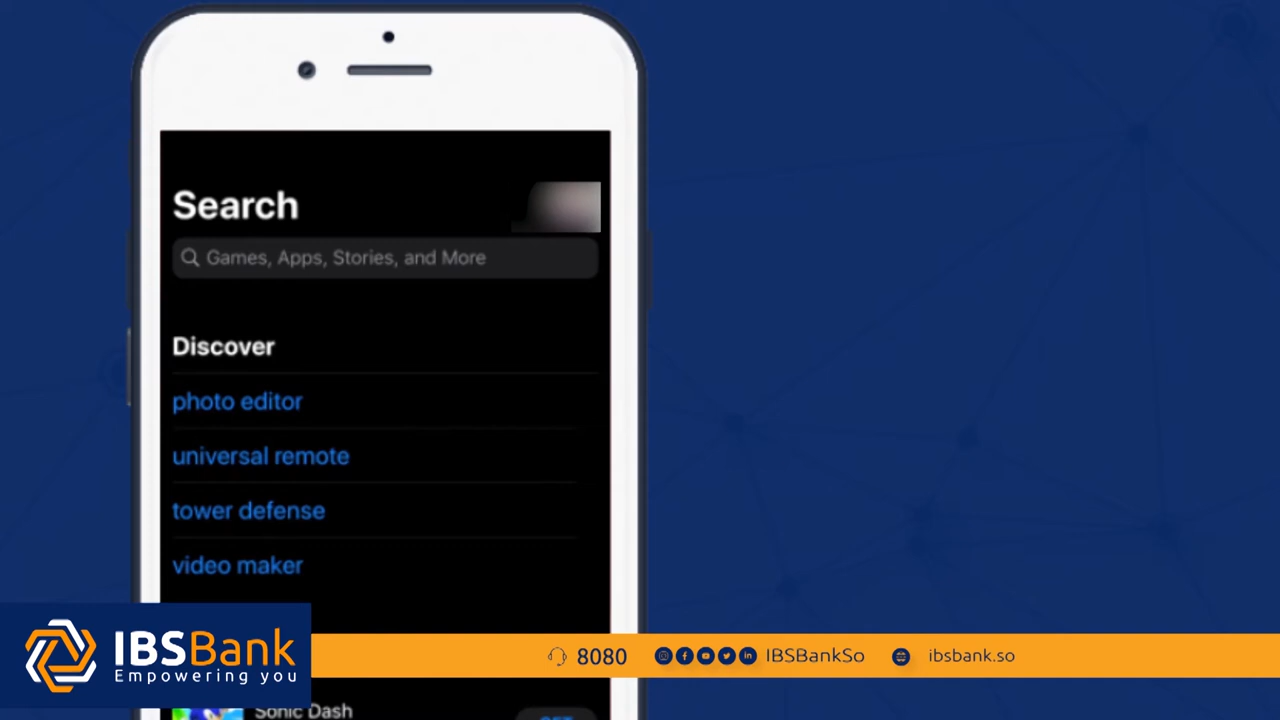 Search
Games, Apps, Stories, and More
Discover
photo editor
universal remote
tower defense
video maker
IBSBank
Empowering you
8080
IBSBankSo
ibsbank.so
Sonic Dash
GET